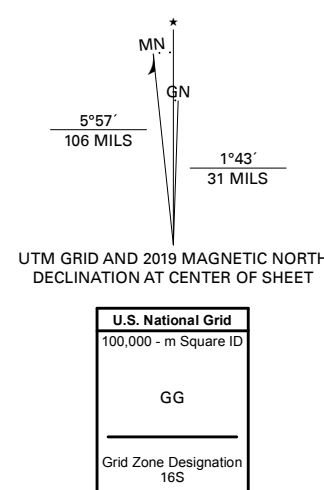 ★
MN
GN
5°57´
106 MILS
1°43´
31 MILS
UTM GRID AND 2019 MAGNETIC NORTH
DECLINATION AT CENTER OF SHEET
U.S. National Grid
100,000 - m Square ID
GG
Grid Zone Designation
16S